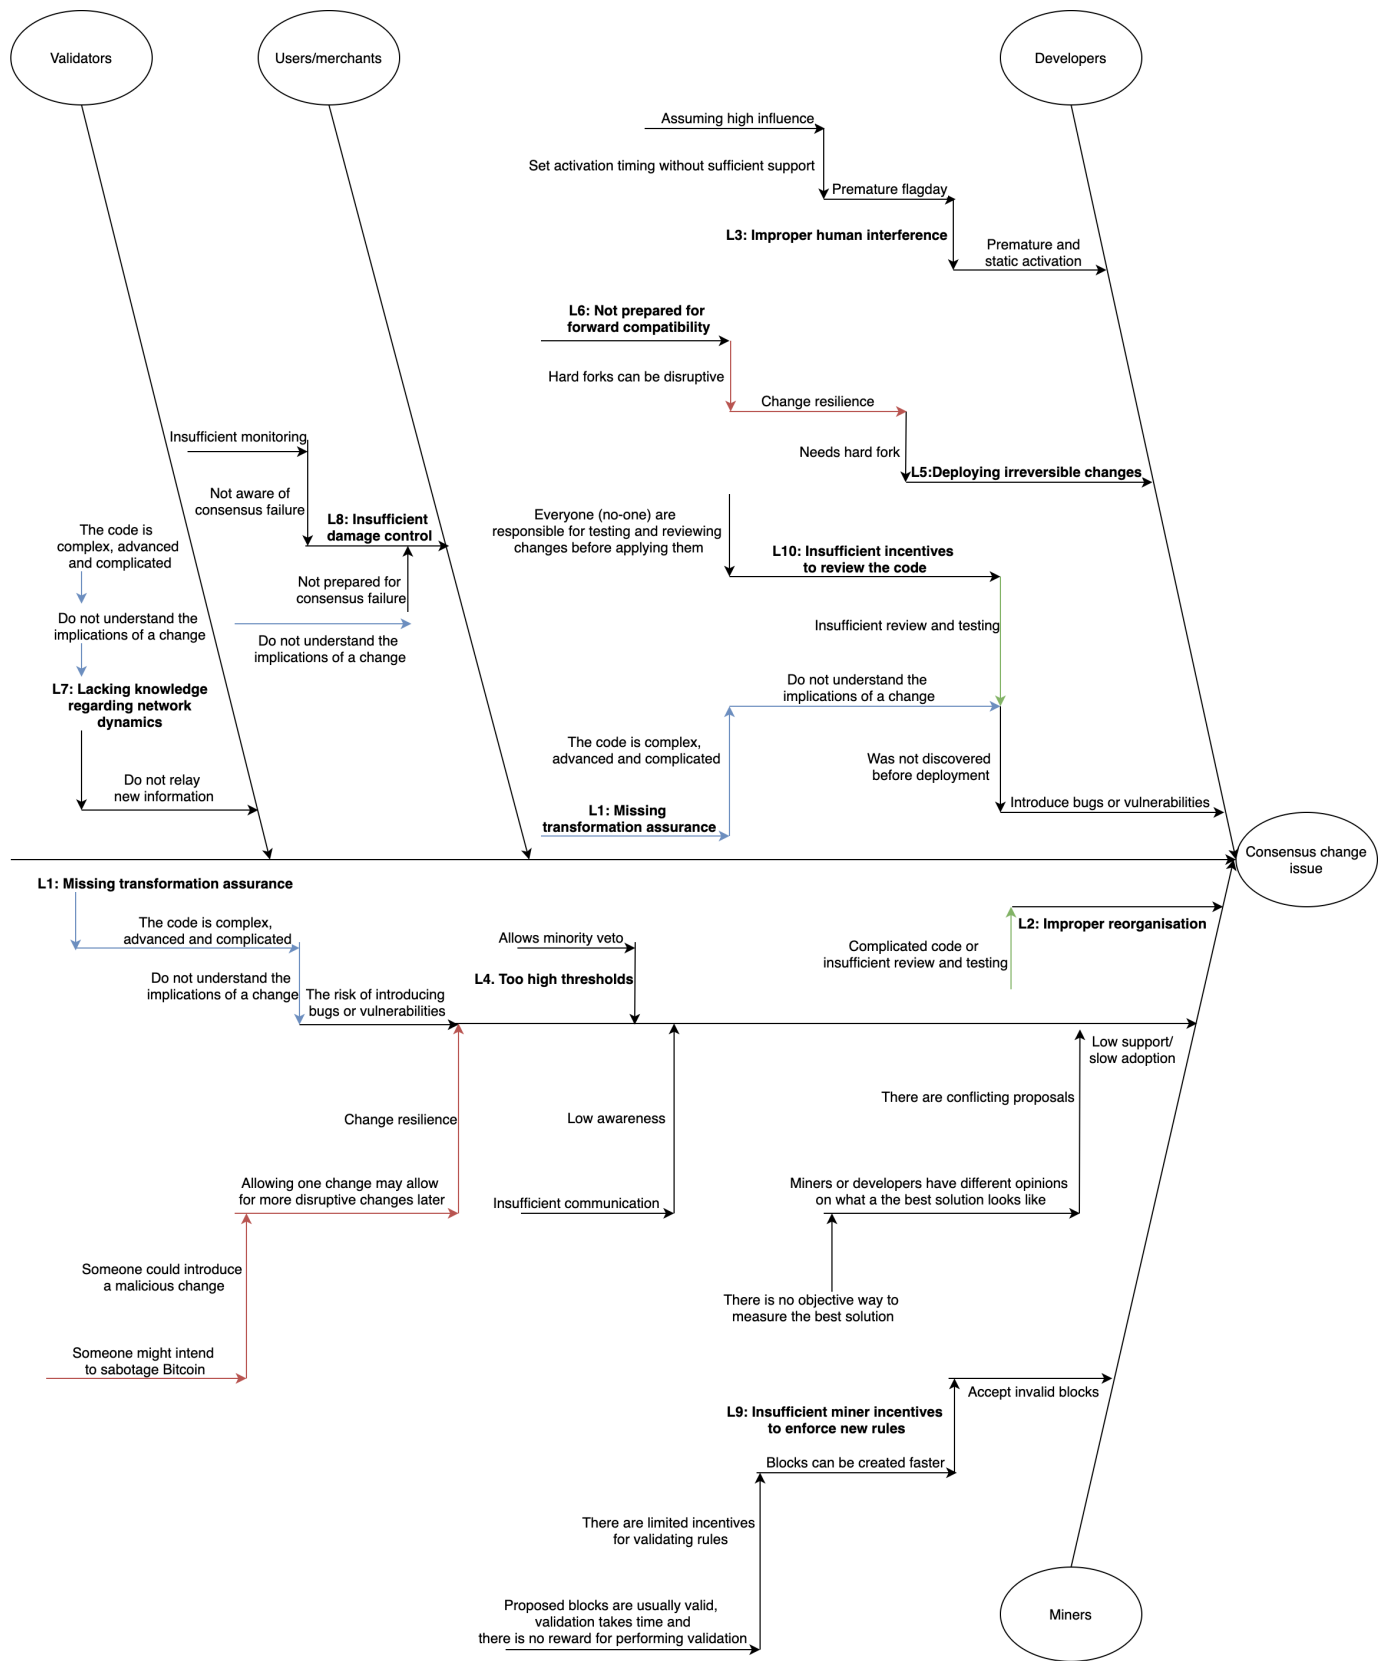 Validators
Users/merchants
Developers
Assuming high influence
Set activation timing without sufficient support
Premature flagday
L3: Improper human interference
Premature and
static activation
L6: Not prepared for
forward compatibility
Hard forks can be disruptive
Change resilience
Needs hard fork
L5:Deploying irreversible changes
Insufficient monitoring
Not aware of
consensus failure
L8: Insufficient
damage control
Not prepared for
consensus failure
Do not understand the
implications of a change
The code is
complex, advanced
and complicated
Do not understand the
implications of a change
L7: Lacking knowledge
regarding network
dynamics
Do not relay
new information
Everyone (no-one) are
responsible for testing and reviewing
changes before applying them
L10: Insufficient incentives
to review the code
Insufficient review and testing
Do not understand the
implications of a change
The code is complex,
advanced and complicated
L1: Missing
transformation assurance
Was not discovered
before deployment
Introduce bugs or vulnerabilities
Consensus change
issue
L1: Missing transformation assurance
The code is complex,
advanced and complicated
Do not understand the
implications of a change
The risk of introducing
bugs or vulnerabilities
Allows minority veto
L4. Too high thresholds
Complicated code or
insufficient review and testing
L2: Improper reorganisation
Low support/
slow adoption
There are conflicting proposals
Change resilience
Low awareness
Allowing one change may allow
for more disruptive changes later
Insufficient communication
Miners or developers have different opinions
on what a the best solution looks like
Someone could introduce
a malicious change
There is no objective way to
measure the best solution
Someone might intend
to sabotage Bitcoin
Accept invalid blocks
L9: Insufficient miner incentives
to enforce new rules
Blocks can be created faster
There are limited incentives
for validating rules
Proposed blocks are usually valid,
validation takes time and
there is no reward for performing validation
Miners